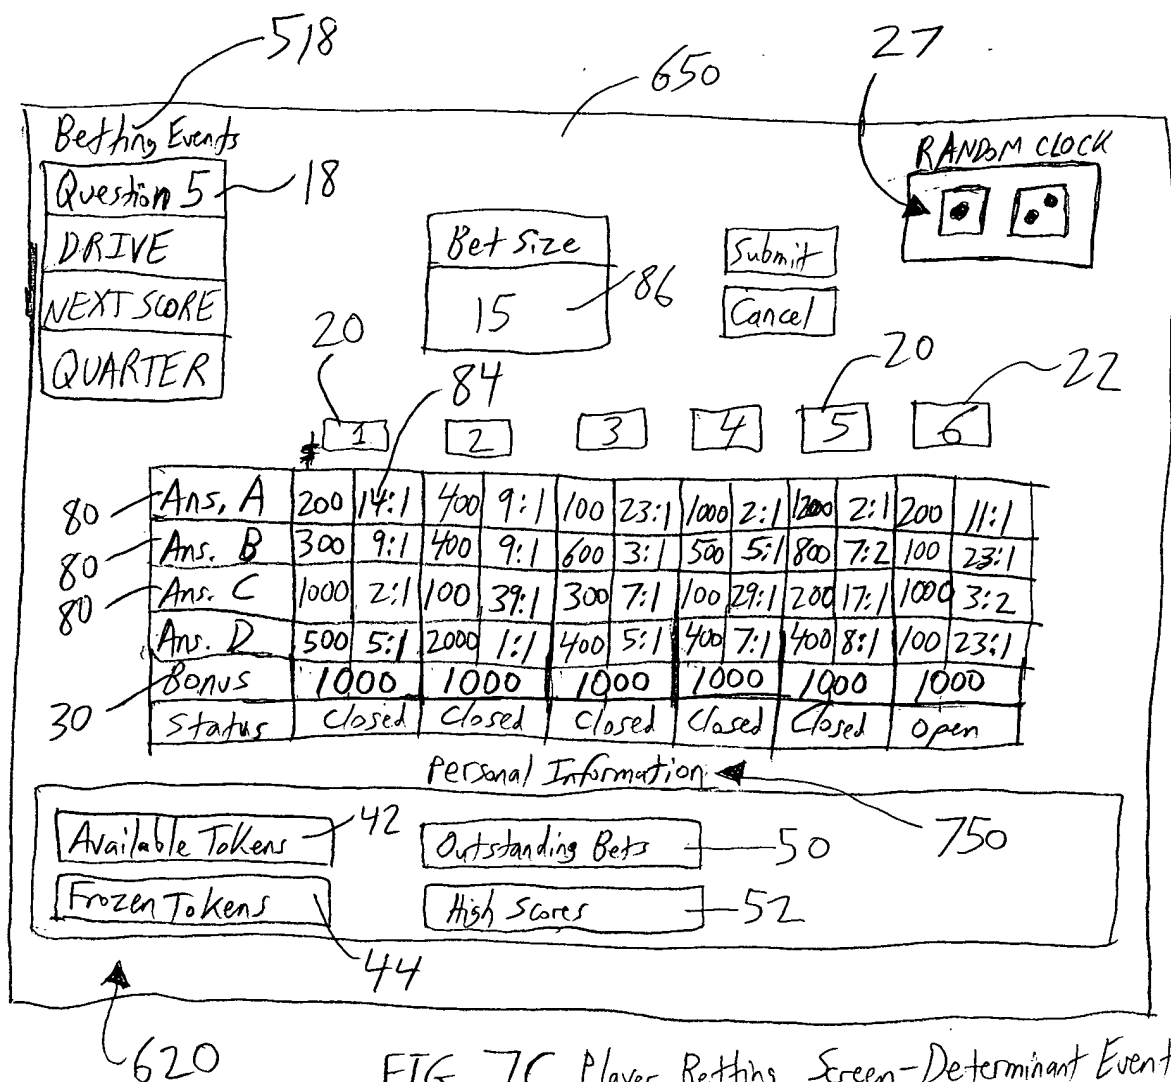 518
27
650
Betting Events
RANDOM CLOCK
Question 5
18
DRIVE
Bet Size
Submit
NEXT SCORE
15
86
Cancel
QUARTER
20
84
20
22
$ 1 2 3 4 5 6
80 Ans. A 200 14:1 400 9:1 100 23:1 1000 2:1 1200 2:1 200 11:1
80 Ans. B 300 9:1 400 9:1 600 3:1 500 5:1 800 7:2 100 23:1
80 Ans. C 1000 2:1 100 39:1 300 7:1 100 29:1 200 17:1 1000 3:2
Ans. D 500 5:1 2000 1:1 400 5:1 400 7:1 400 8:1 100 23:1
30 Bonus 1000 1000 1000 1000 1000 1000
Status Closed Closed Closed Closed Closed Open
Personal Information
Available Tokens 42 Outstanding Bets 50 750
Frozen Tokens High Scores 52
44
620
FIG 7C Player Betting Screen-Determinant Event